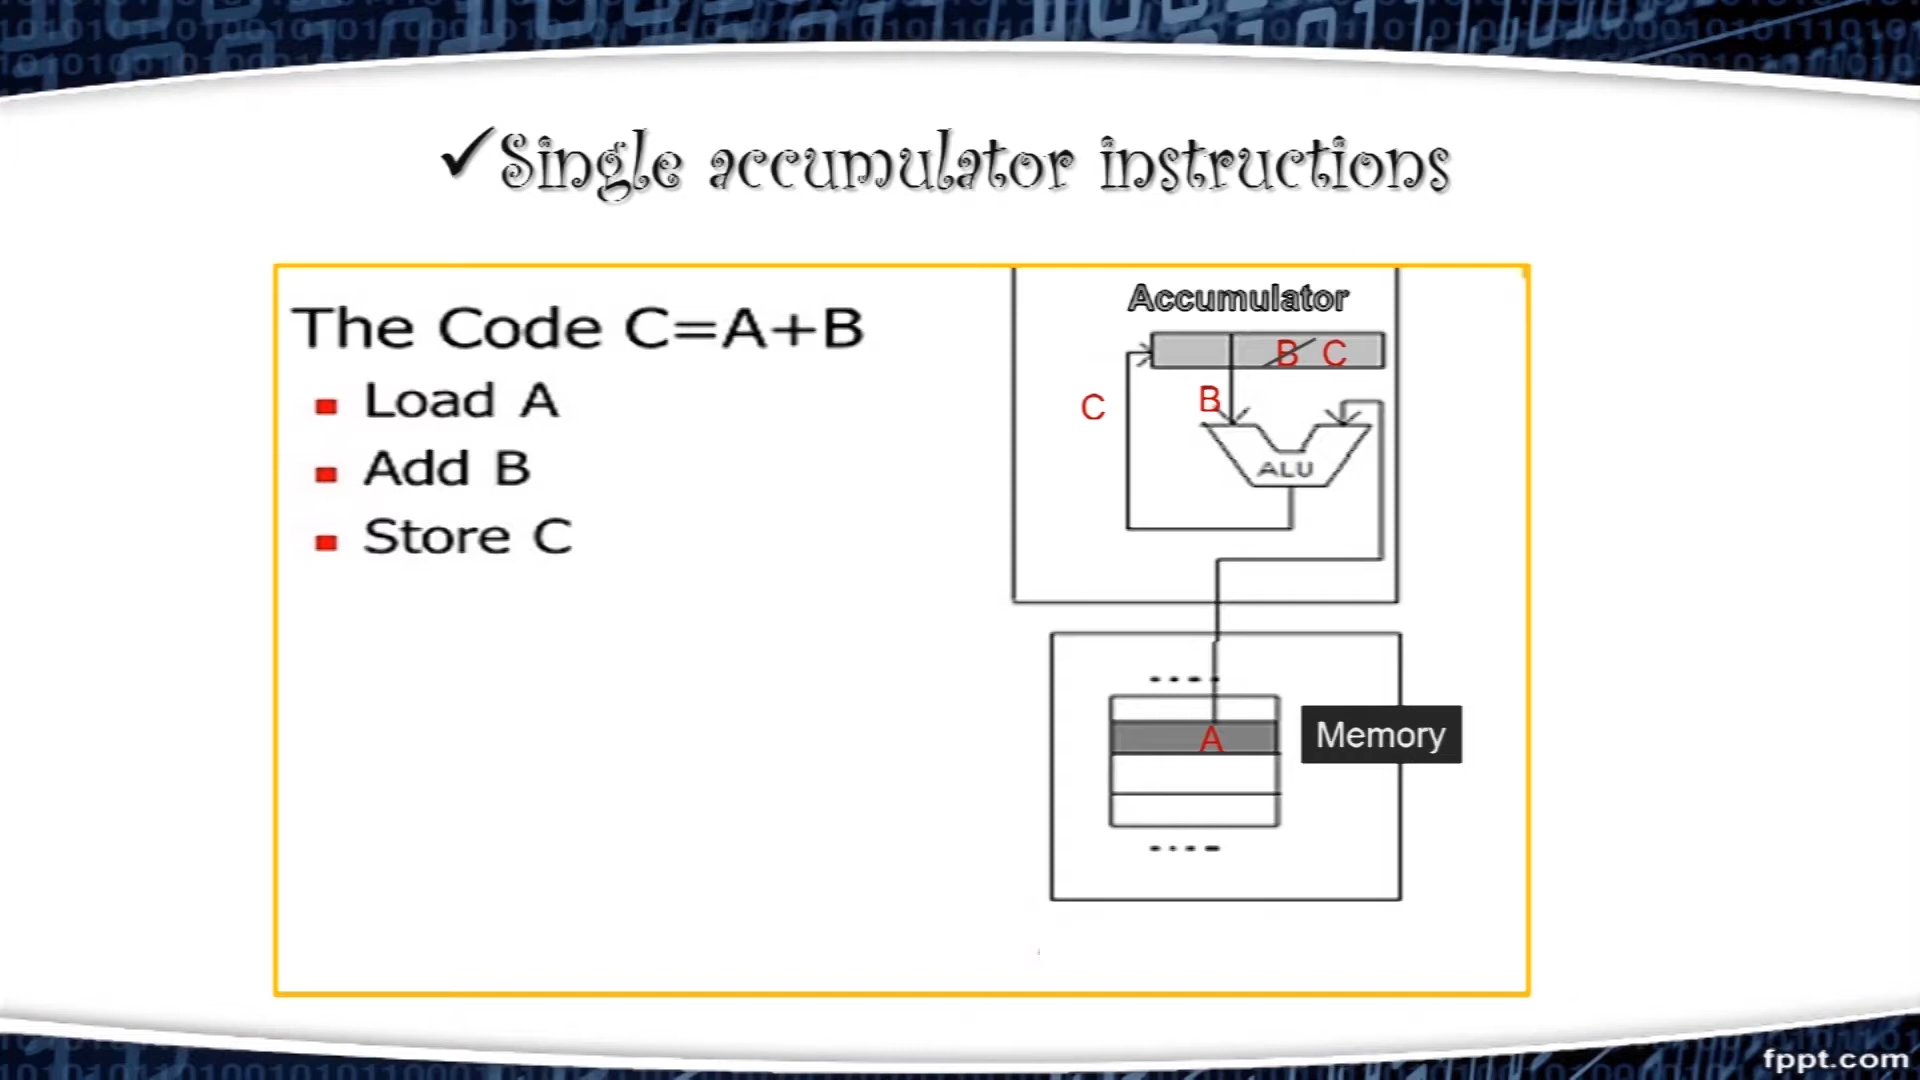 ✓Single accumulator instructions
The Code C=A+B
Load A
Add B
Store C
Accumulator
B C
C
B
ALU
A
Memory
fppt.com